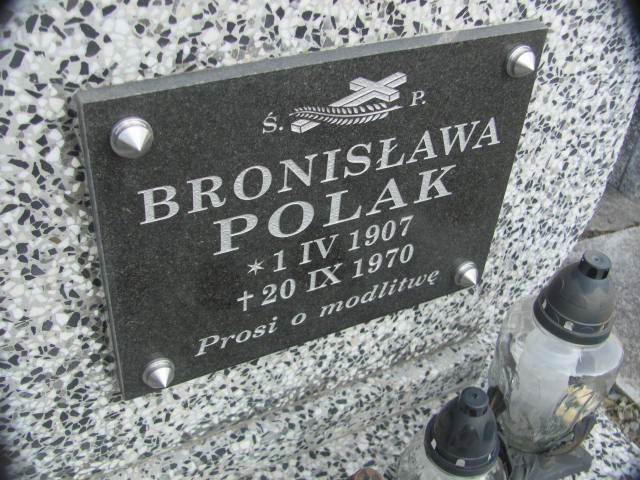 Ś. P.
BRONISŁAWA
POLAK
✶ 1 IV 1907
† 20 IX 1970
Prosi o modlitwę